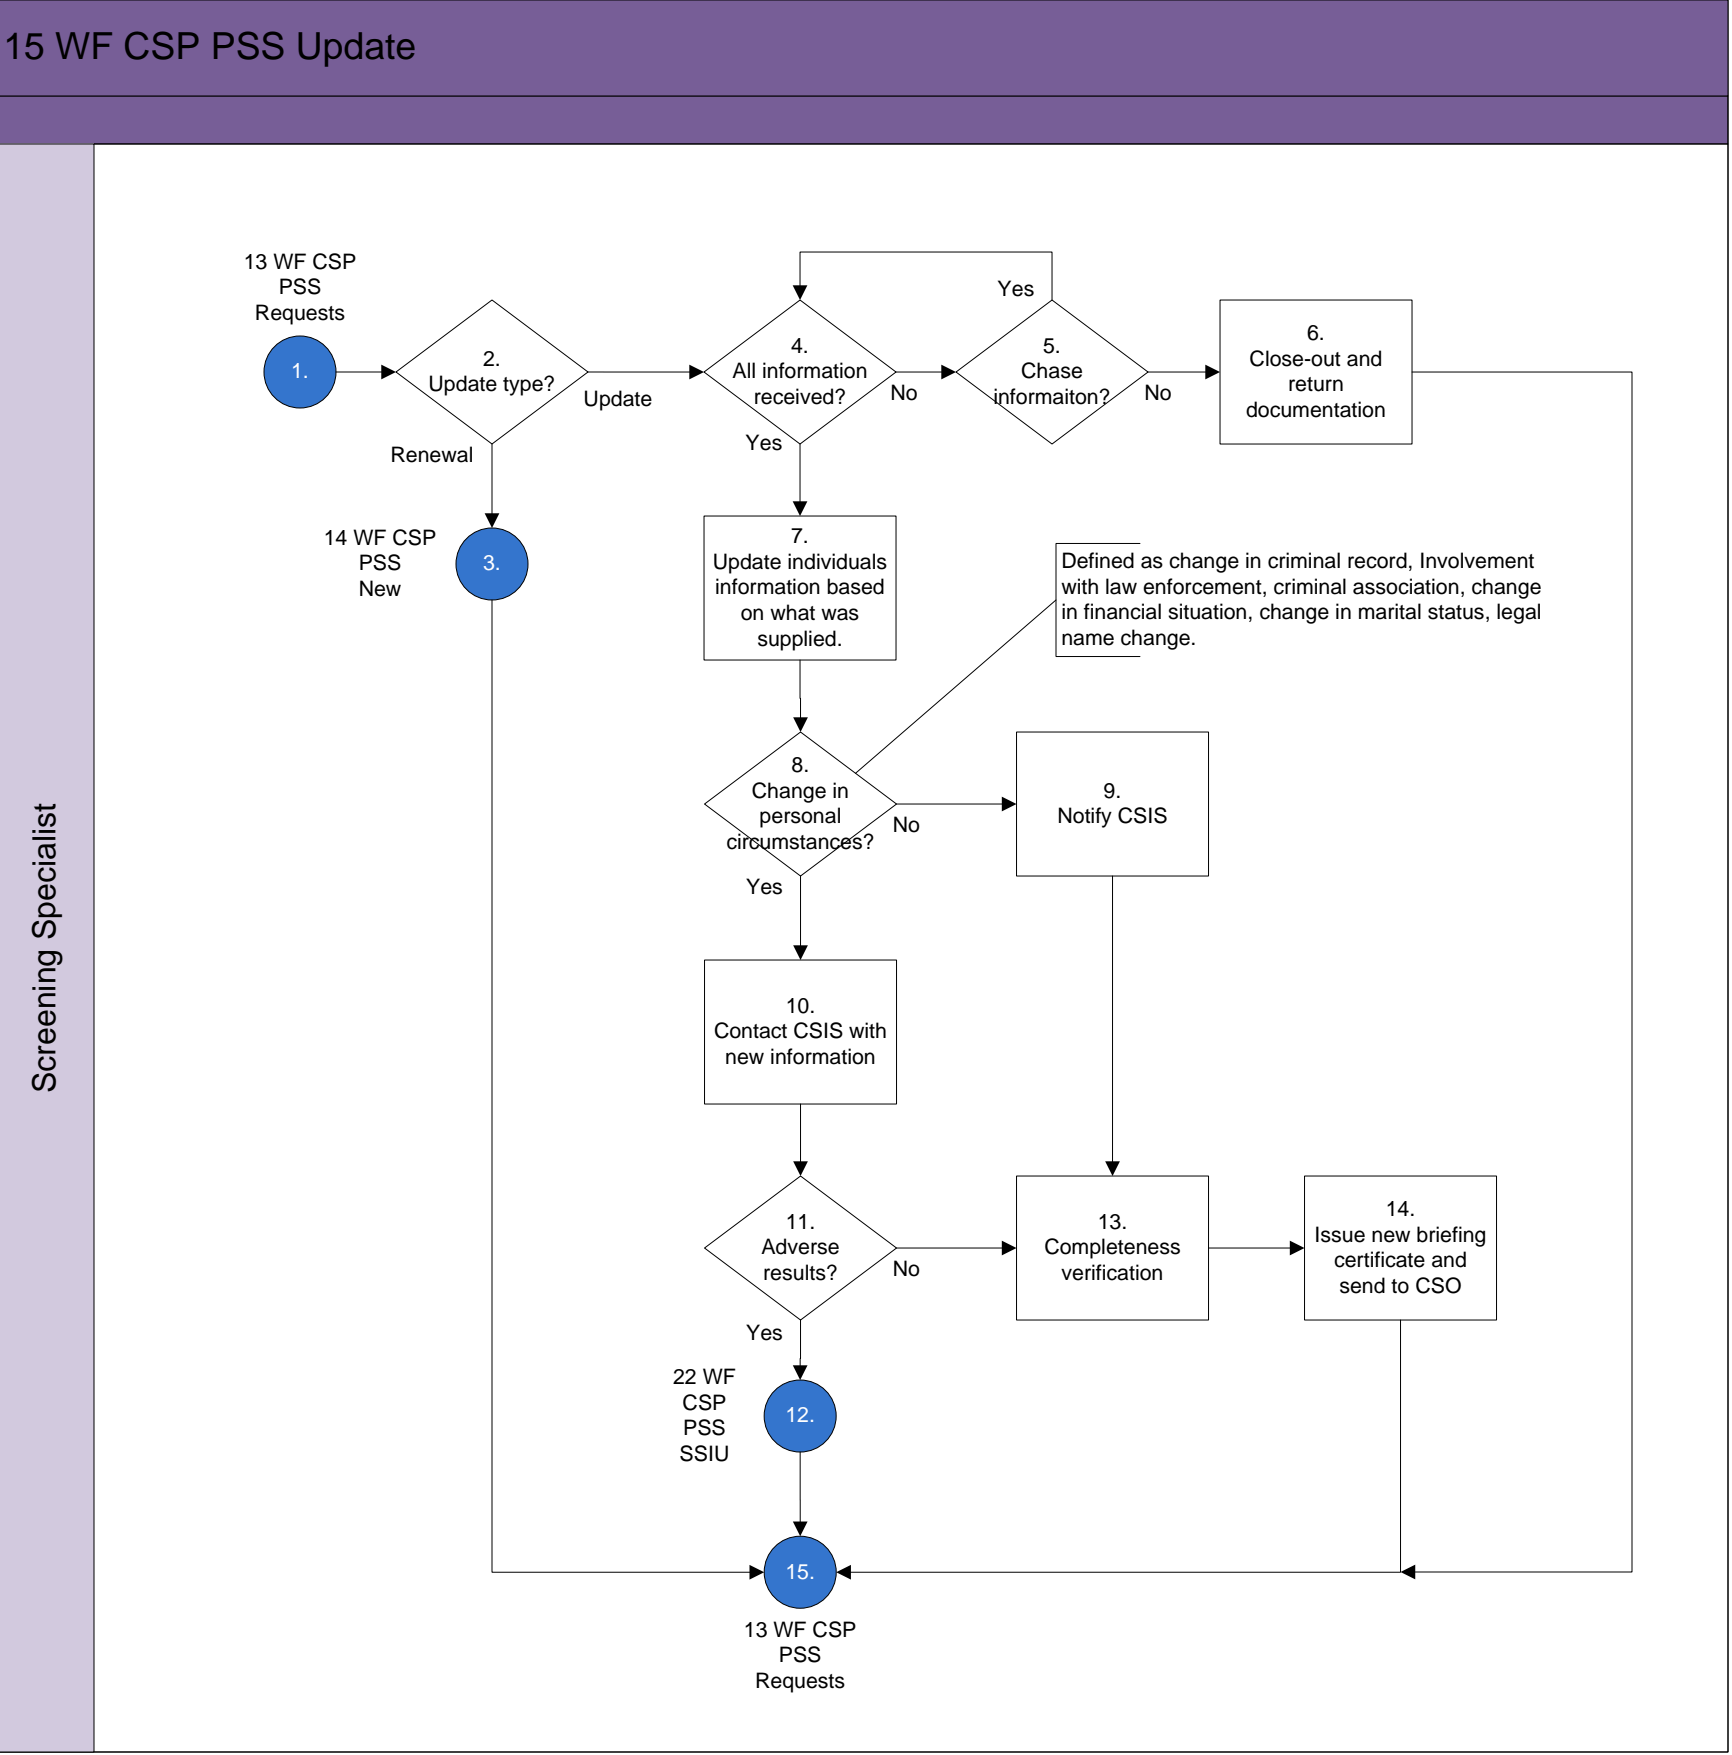 15 WF CSP PSS Update
Screening Specialist
13 WF CSP
PSS
Requests
1.
2.
Update type?
Update
Renewal
14 WF CSP
PSS
New
3.
4.
All information
received?
No
Yes
5.
Chase
informaiton?
Yes
No
6.
Close-out and
return
documentation
7.
Update individuals
information based
on what was
supplied.
Defined as change in criminal record, Involvement
with law enforcement, criminal association, change
in financial situation, change in marital status, legal
name change.
8.
Change in
personal
circumstances?
No
Yes
9.
Notify CSIS
10.
Contact CSIS with
new information
11.
Adverse
results?
No
Yes
13.
Completeness
verification
14.
Issue new briefing
certificate and
send to CSO
22 WF
CSP
PSS
SSIU
12.
15.
13 WF CSP
PSS
Requests